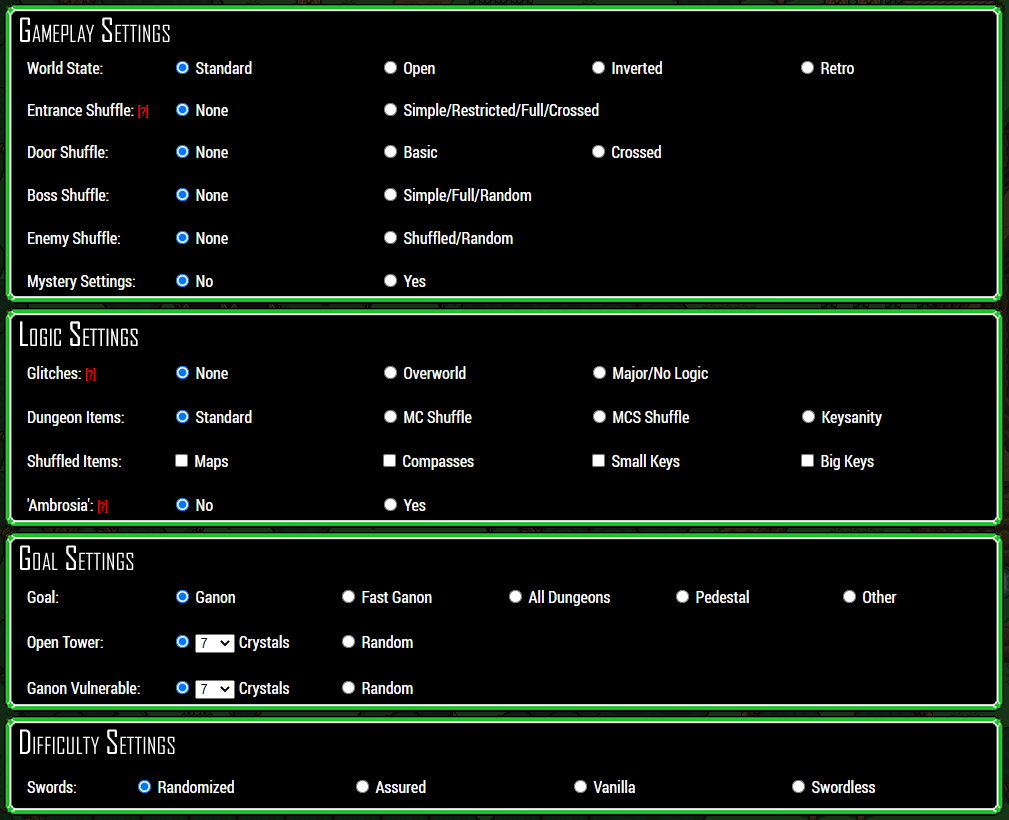 Gameplay Settings
World State: Standard Open Inverted Retro
Entrance Shuffle: [?] None Simple/Restricted/Full/Crossed
Door Shuffle: None Basic Crossed
Boss Shuffle: None Simple/Full/Random
Enemy Shuffle: None Shuffled/Random
Mystery Settings: No Yes
Logic Settings
Glitches: [?] None Overworld Major/No Logic
Dungeon Items: Standard MC Shuffle MCS Shuffle Keysanity
Shuffled Items: Maps Compasses Small Keys Big Keys
'Ambrosia': [?] No Yes
Goal Settings
Goal: Ganon Fast Ganon All Dungeons Pedestal Other
Open Tower: 7 Crystals Random
Ganon Vulnerable: 7 Crystals Random
Difficulty Settings
Swords: Randomized Assured Vanilla Swordless